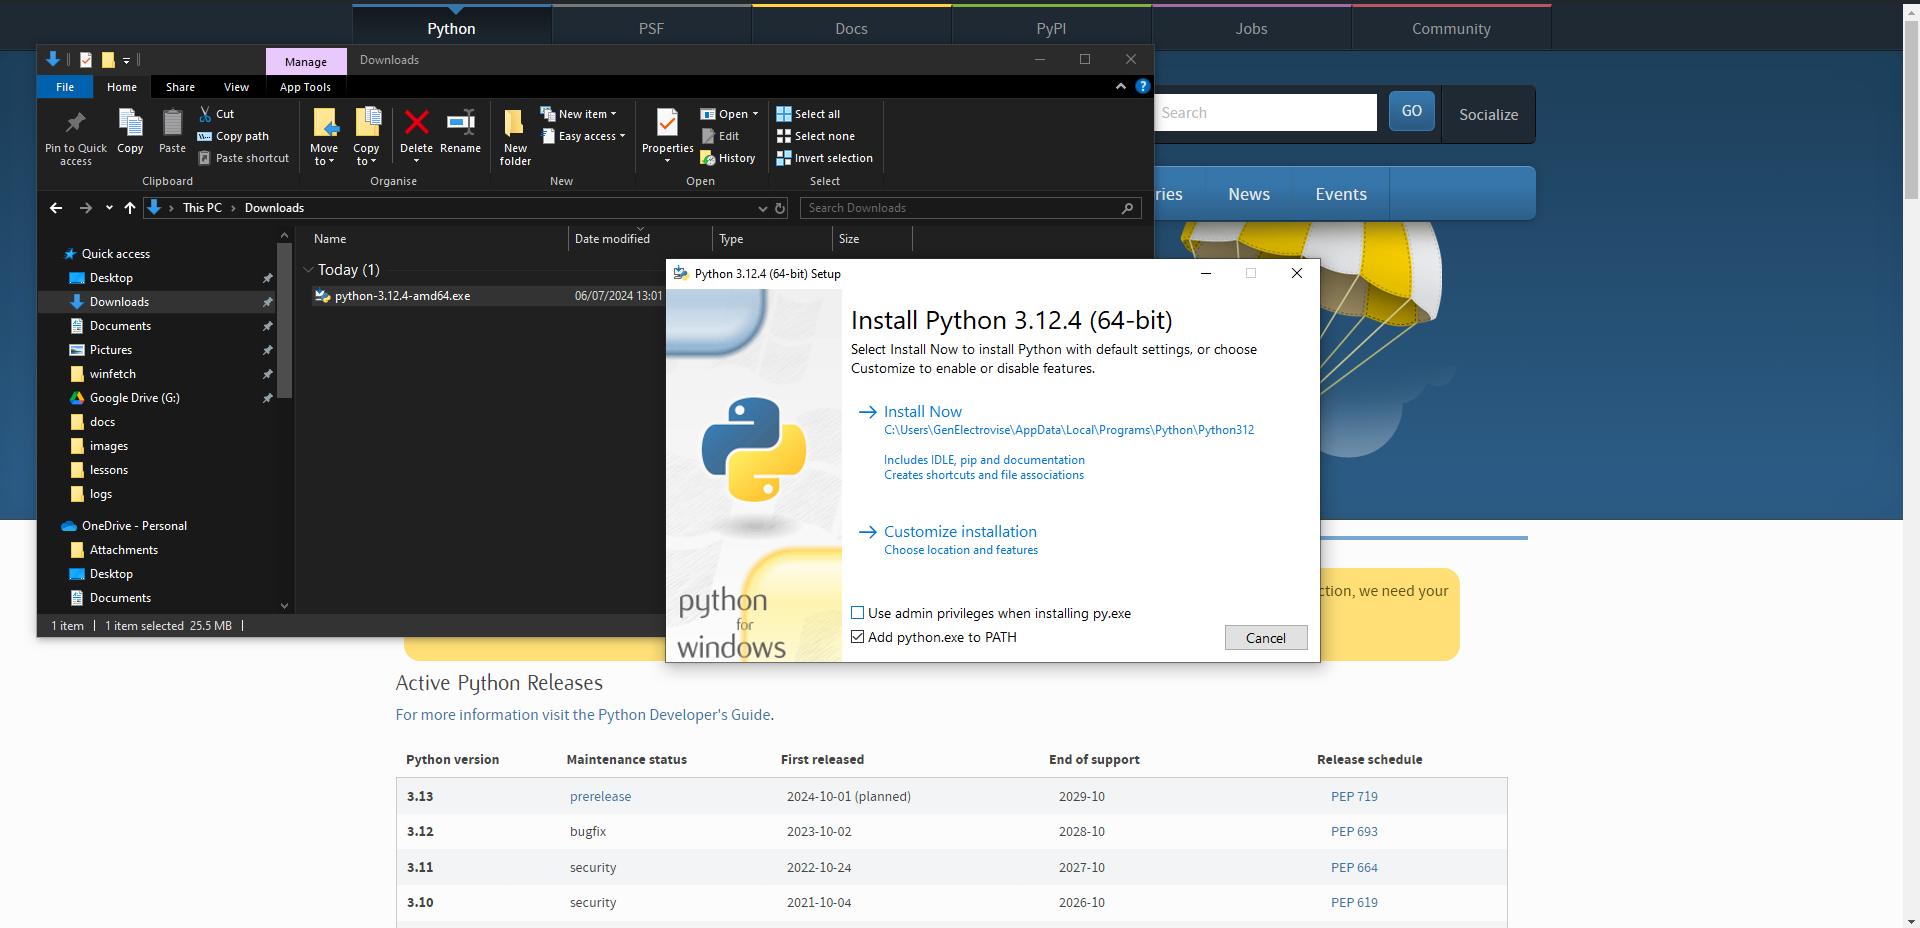 Python PSF Docs PyPI Jobs Community
Manage Downloads
File Home Share View App Tools
Pin to Quick access
Copy
Paste
Cut
Copy path
Paste shortcut
Clipboard
Move to
Copy to
Delete
Rename
Organise
New folder
New item
Easy access
New
Properties
Open
Edit
History
Open
Select all
Select none
Invert selection
Select
Search GO Socialize
ries News Events
This PC > Downloads
Search Downloads
Quick access
Desktop
Downloads
Documents
Pictures
winfetch
Google Drive (G:)
docs
images
lessons
logs
OneDrive - Personal
Attachments
Desktop
Documents
Name Date modified Type Size
Today (1)
python-3.12.4-amd64.exe 06/07/2024 13:01
1 item 1 item selected 25.5 MB
Python 3.12.4 (64-bit) Setup
Install Python 3.12.4 (64-bit)
Select Install Now to install Python with default settings, or choose
Customize to enable or disable features.
Install Now
C:\Users\GenElectrovise\AppData\Local\Programs\Python\Python312
Includes IDLE, pip and documentation
Creates shortcuts and file associations
Customize installation
Choose location and features
Use admin privileges when installing py.exe
Add python.exe to PATH
Cancel
python
for
windows
ction, we need your
Active Python Releases
For more information visit the Python Developer's Guide.
Python version Maintenance status First released End of support Release schedule
3.13 prerelease 2024-10-01 (planned) 2029-10 PEP 719
3.12 bugfix 2023-10-02 2028-10 PEP 693
3.11 security 2022-10-24 2027-10 PEP 664
3.10 security 2021-10-04 2026-10 PEP 619